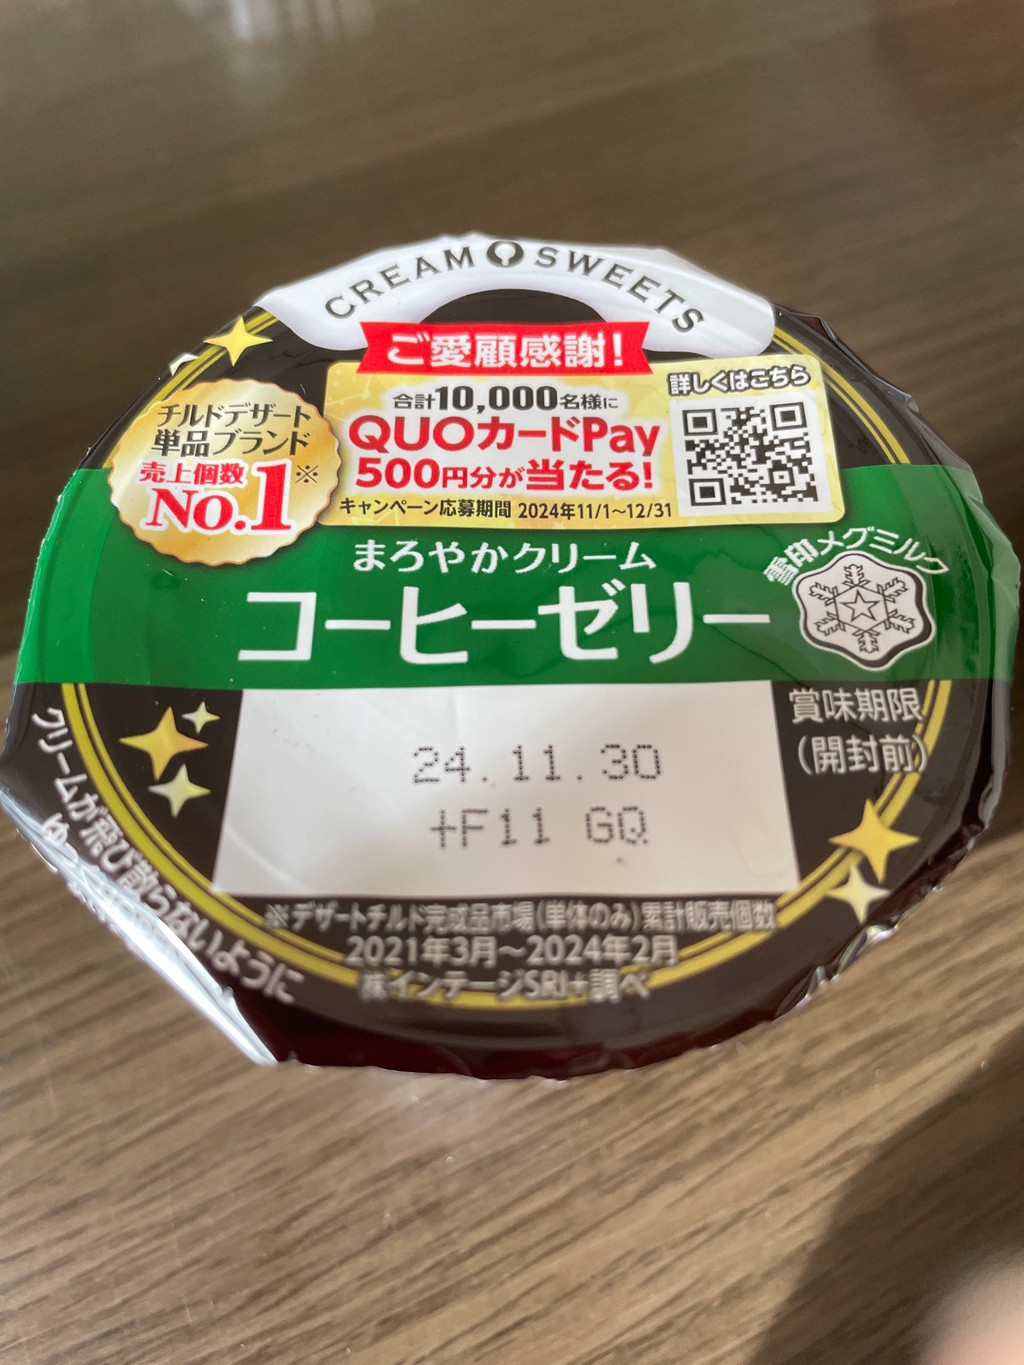 CREAM SWEETS
ご愛顧感謝!
合計10,000名様に
QUOカードPay
500円分が当たる!
キャンペーン応募期間 2024年11/1~12/31
詳しくはこちら
チルドデザート
単品ブランド
売上個数
No.1※
まろやかクリーム
コーヒーゼリー
雪印メグミルク
賞味期限
(開封前)
24.11.30
+F11 GQ
クリームが飛び散らないように
※デザートチルド完成品市場(単体のみ)累計販売個数
2021年3月~2024年2月
㈱インテージSRI+調べ